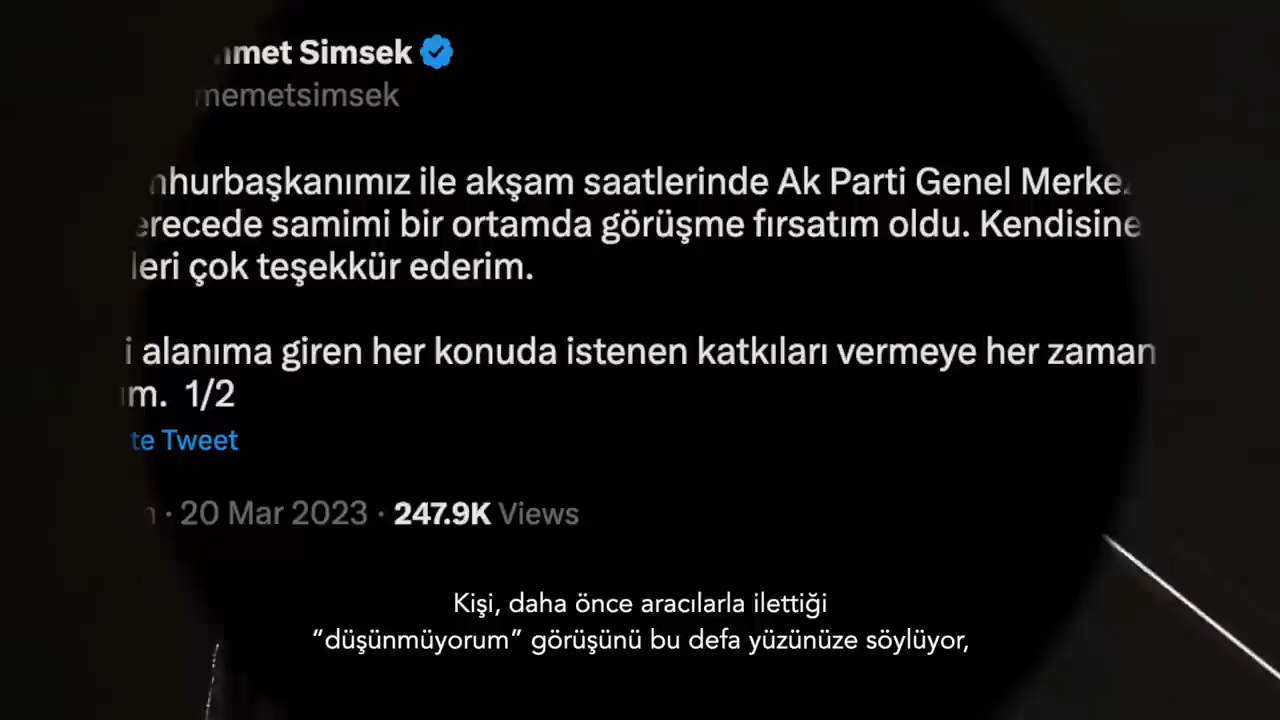 met Simsek
memetsimsek
nhurbaşkanımız ile akşam saatlerinde Ak Parti Genel Merke
erecede samimi bir ortamda görüşme fırsatım oldu. Kendisine
leri çok teşekkür ederim.
i alanıma giren her konuda istenen katkıları vermeye her zaman
m. 1/2
te Tweet
· 20 Mar 2023 · 247.9K Views
Kişi, daha önce aracılarla ilettiği
“düşünmüyorum” görüşünü bu defa yüzünüze söylüyor,